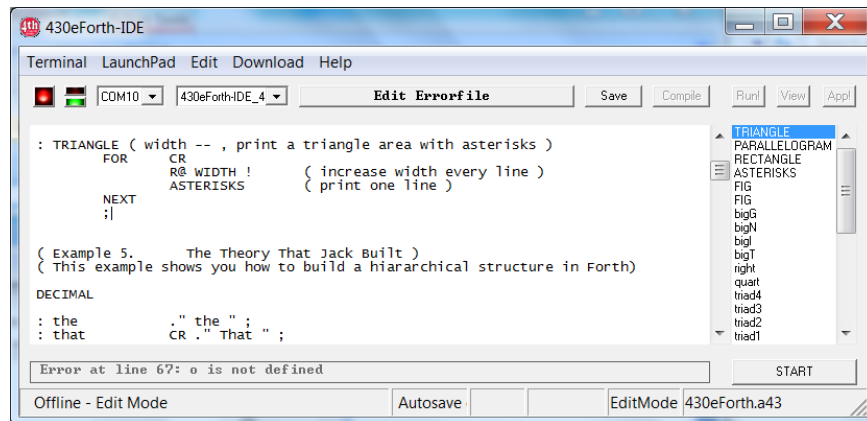 4th 430eForth-IDE
Terminal LaunchPad Edit Download Help
COM10 430eForth-IDE_4 Edit Errorfile Save Compile Run! View App!
: TRIANGLE ( width -- , print a triangle area with asterisks )
FOR CR
R@ WIDTH ! ( increase width every line )
ASTERISKS ( print one line )
NEXT
;
( Example 5. The Theory That Jack Built )
( This example shows you how to build a hiararchical structure in Forth)
DECIMAL
: the ." the " ;
: that CR ." That " ;
TRIANGLE
PARALLELOGRAM
RECTANGLE
ASTERISKS
FIG
FIG
bigG
bigN
bigI
bigT
right
quart
triad4
triad3
triad2
triad1
Error at line 67: o is not defined
START
Offline - Edit Mode Autosave EditMode 430eForth.a43